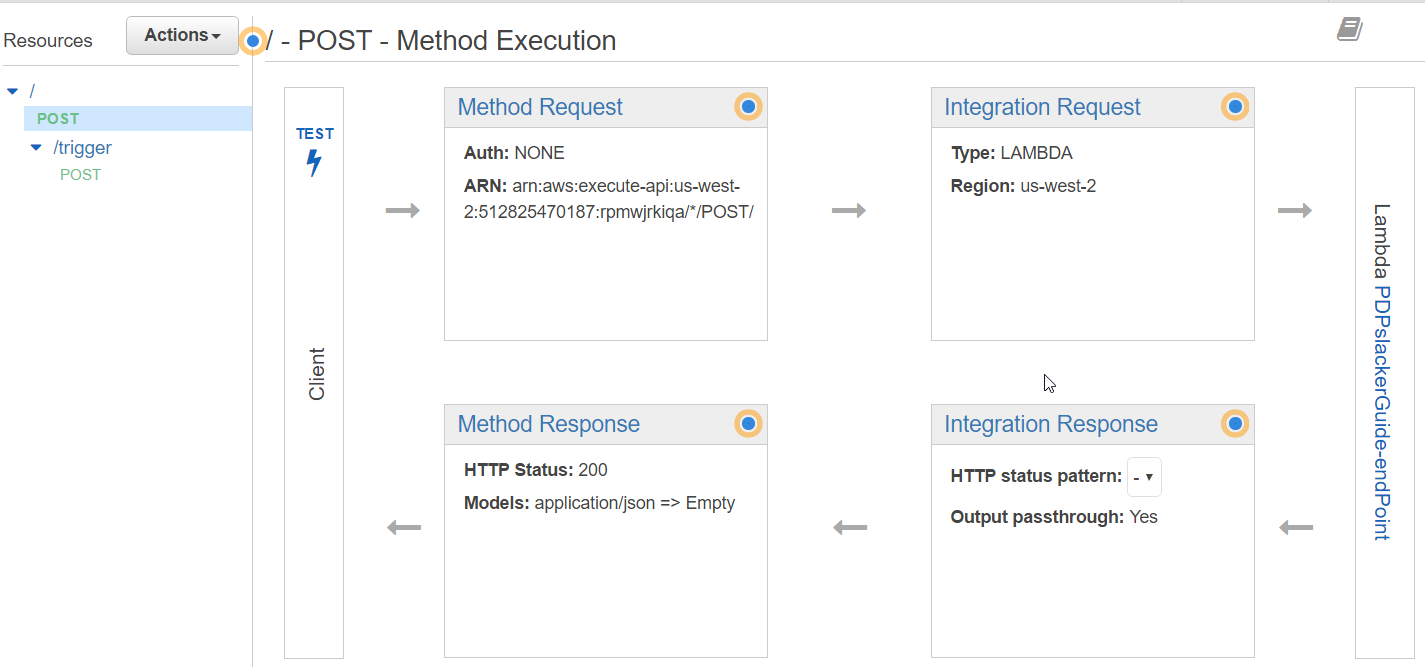 Resources
Actions
/ - POST - Method Execution
/
POST
/trigger
POST
TEST
Client
Method Request
Auth: NONE
ARN: arn:aws:execute-api:us-west-
2:512825470187:rpmwjrkiqa/*/POST/
Integration Request
Type: LAMBDA
Region: us-west-2
Lambda PDPslackerGuide-endPoint
Method Response
HTTP Status: 200
Models: application/json => Empty
Integration Response
HTTP status pattern: -
Output passthrough: Yes